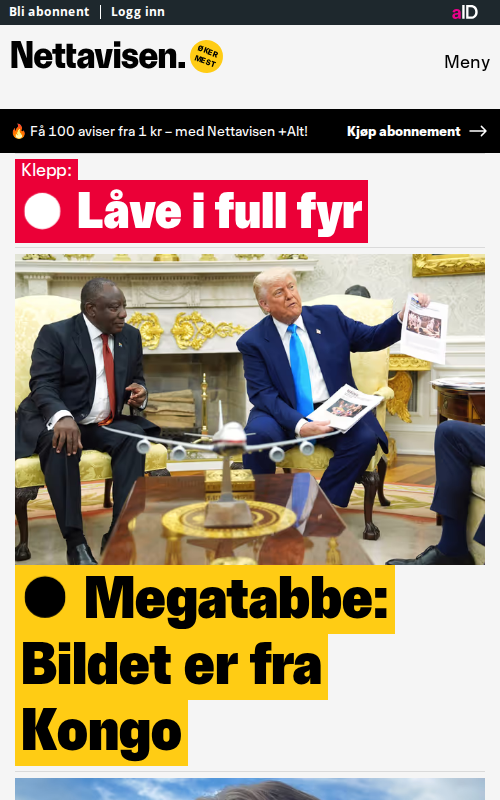 Bli abonnent | Logg inn
aID
Nettavisen.
ØKER
MEST
Meny
🔥 Få 100 aviser fra 1 kr – med Nettavisen +Alt!
Kjøp abonnement →
Klepp:
Låve i full fyr
● Megatabbe:
Bildet er fra
Kongo